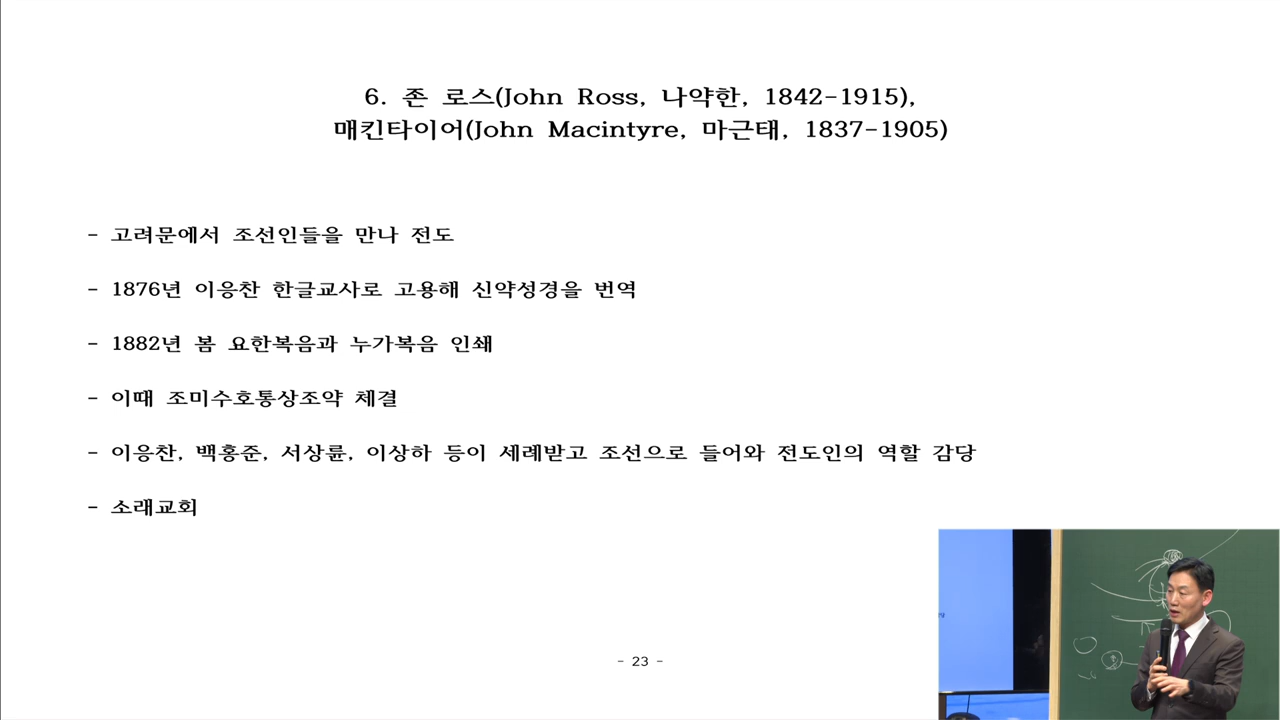 6. 존 로스(John Ross, 나약한, 1842-1915),
매킨타이어(John Macintyre, 마근태, 1837-1905)
- 고려문에서 조선인들을 만나 전도
- 1876년 이응찬 한글교사로 고용해 신약성경을 번역
- 1882년 봄 요한복음과 누가복음 인쇄
- 이때 조미수호통상조약 체결
- 이응찬, 백홍준, 서상륜, 이상하 등이 세례받고 조선으로 들어와 전도인의 역할 감당
- 소래교회
- 23 -